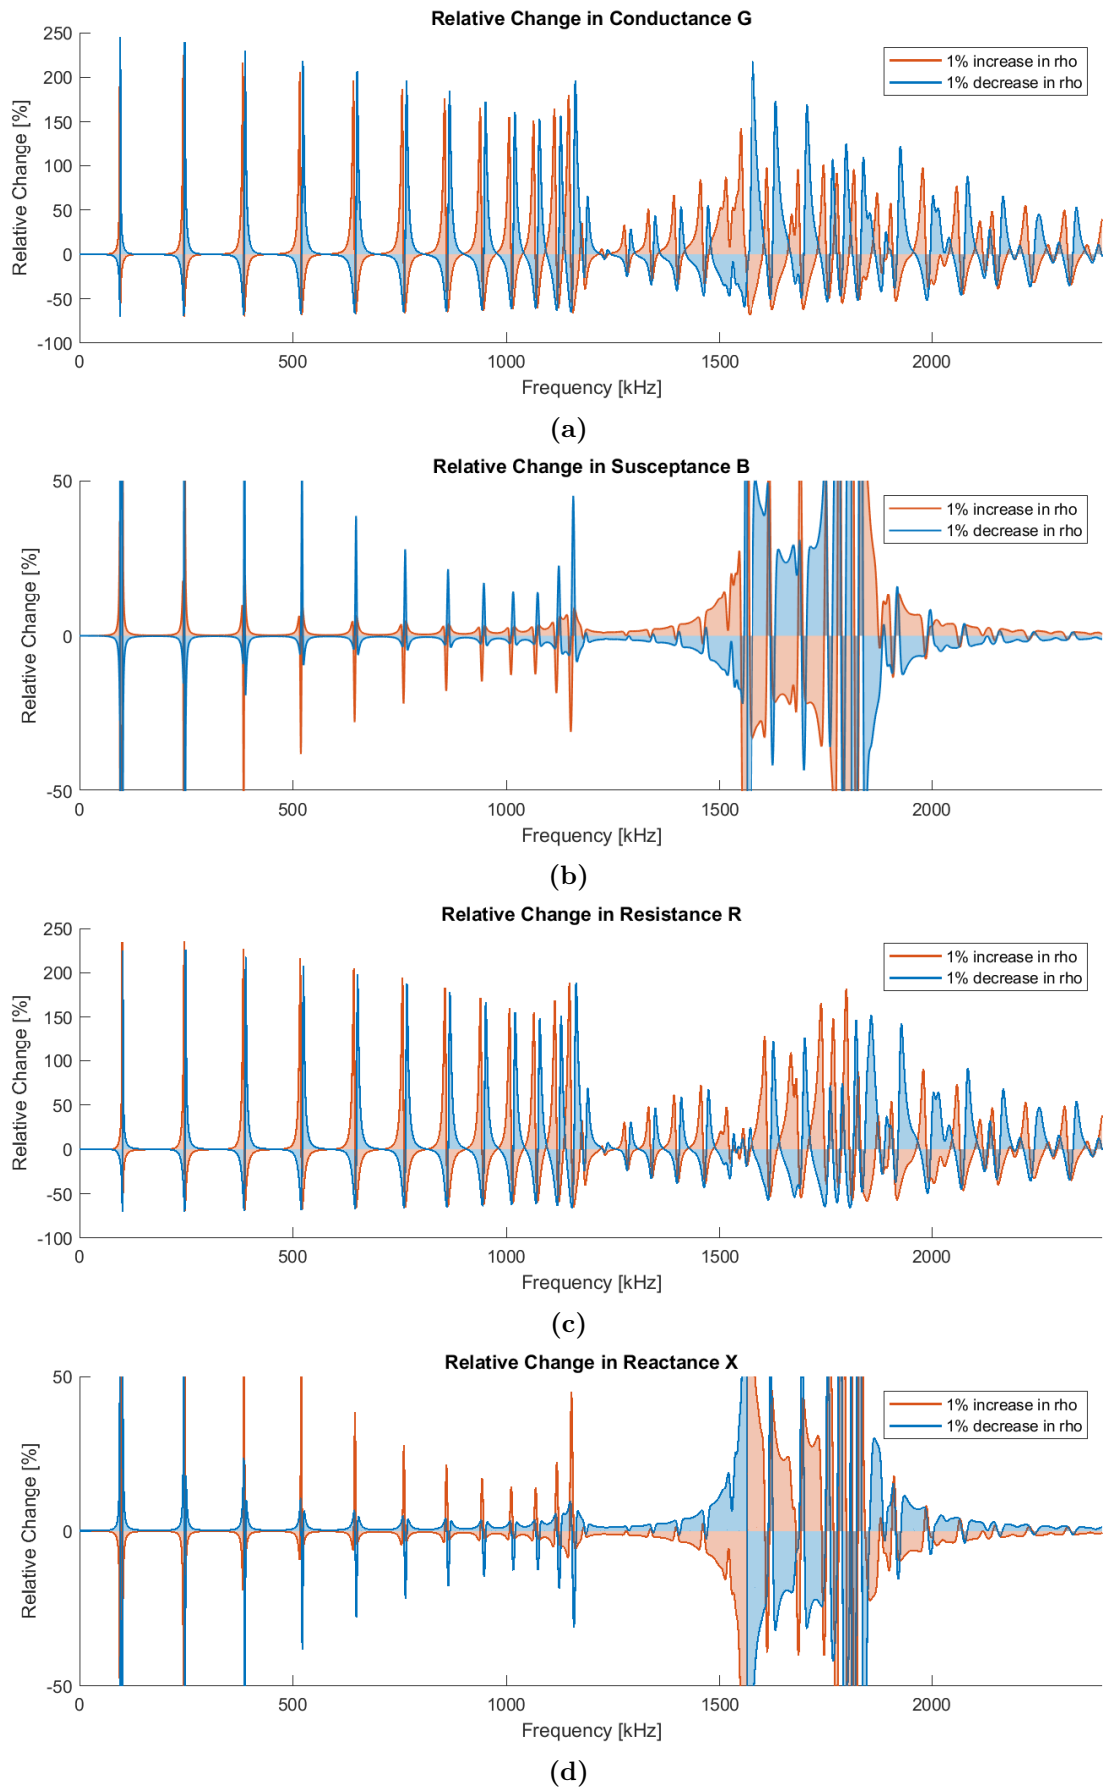 Relative Change in Conductance G
250
200
150
100
50
0
-50
-100
Relative Change [%]
1% increase in rho
1% decrease in rho
0 500 1000 1500 2000
Frequency [kHz]
(a)
Relative Change in Susceptance B
50
0
-50
Relative Change [%]
1% increase in rho
1% decrease in rho
0 500 1000 1500 2000
Frequency [kHz]
(b)
Relative Change in Resistance R
250
200
150
100
50
0
-50
-100
Relative Change [%]
1% increase in rho
1% decrease in rho
0 500 1000 1500 2000
Frequency [kHz]
(c)
Relative Change in Reactance X
50
0
-50
Relative Change [%]
1% increase in rho
1% decrease in rho
0 500 1000 1500 2000
Frequency [kHz]
(d)